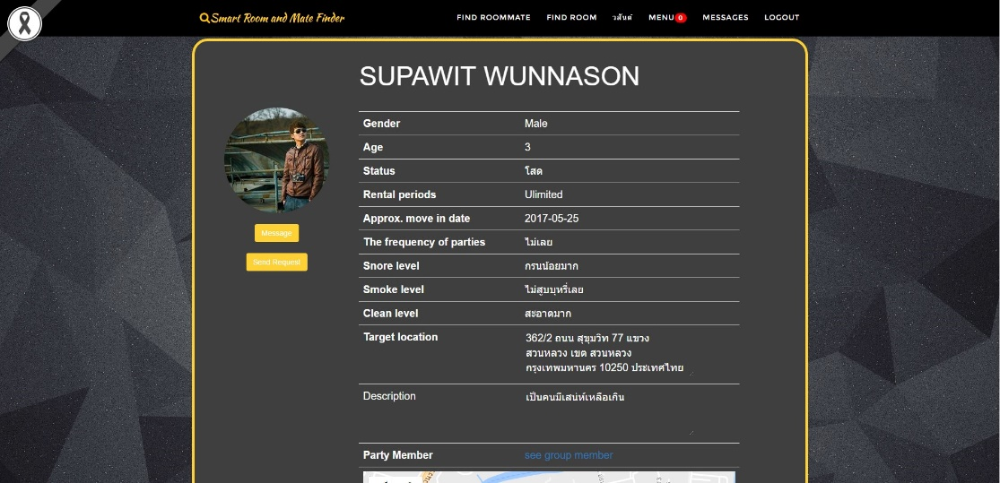 Smart Room and Mate Finder
FIND ROOMMATE FIND ROOM วสันต์ MENU 0 MESSAGES LOGOUT
SUPAWIT WUNNASON
Gender Male
Age 3
Status โสด
Rental periods Ulimited
Approx. move in date 2017-05-25
The frequency of parties ไม่เลย
Message
Snore level กรนน้อยมาก
Send Request
Smoke level ไม่สูบบุหรี่เลย
Clean level สะอาดมาก
Target location 362/2 ถนน สุขุมวิท 77 แขวง
สวนหลวง เขต สวนหลวง
กรุงเทพมหานคร 10250 ประเทศไทย
Description เป็นคนมีเสน่ห์เหลือเกิน
Party Member see group member